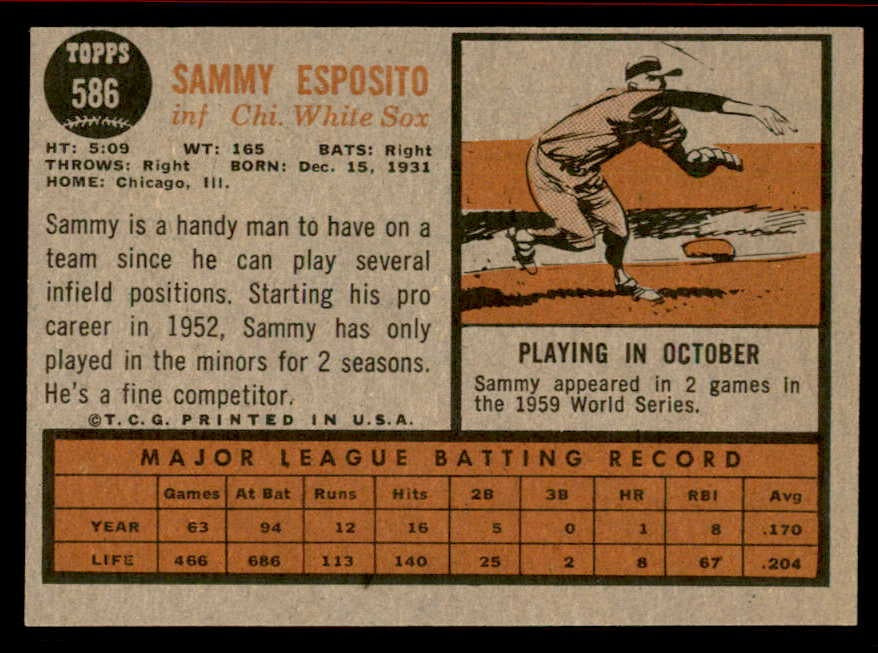 TOPPS
586
SAMMY ESPOSITO
inf Chi. White Sox
HT: 5:09 WT: 165 BATS: Right
THROWS: Right BORN: Dec. 15, 1931
HOME: Chicago, Ill.
Sammy is a handy man to have on a
team since he can play several
infield positions. Starting his pro
career in 1952, Sammy has only
played in the minors for 2 seasons.
He's a fine competitor.
©T.C.G. PRINTED IN U.S.A.
PLAYING IN OCTOBER
Sammy appeared in 2 games in
the 1959 World Series.
MAJOR LEAGUE BATTING RECORD
Games At Bat Runs Hits 2B 3B HR RBI Avg
YEAR 63 94 12 16 5 0 1 8 .170
LIFE 466 686 113 140 25 2 8 67 .204